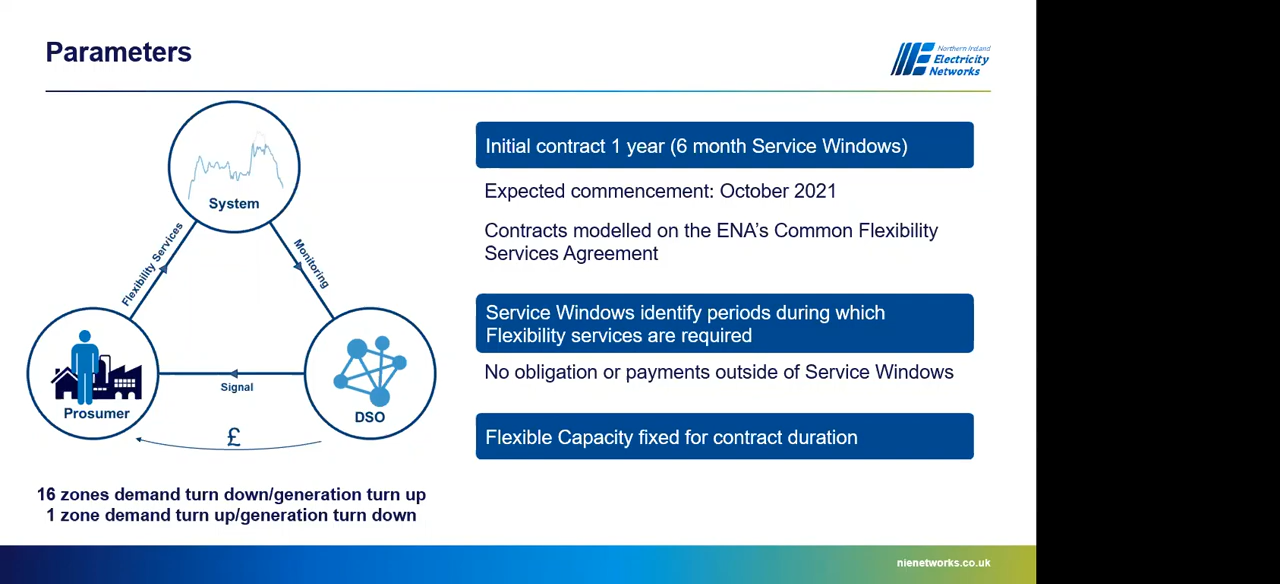 Parameters
Northern Ireland
Electricity
Networks
System
Flexibility Services
Monitoring
Prosumer
Signal
DSO
£
16 zones demand turn down/generation turn up
1 zone demand turn up/generation turn down
Initial contract 1 year (6 month Service Windows)
Expected commencement: October 2021
Contracts modelled on the ENA's Common Flexibility
Services Agreement
Service Windows identify periods during which
Flexibility services are required
No obligation or payments outside of Service Windows
Flexible Capacity fixed for contract duration
nienetworks.co.uk